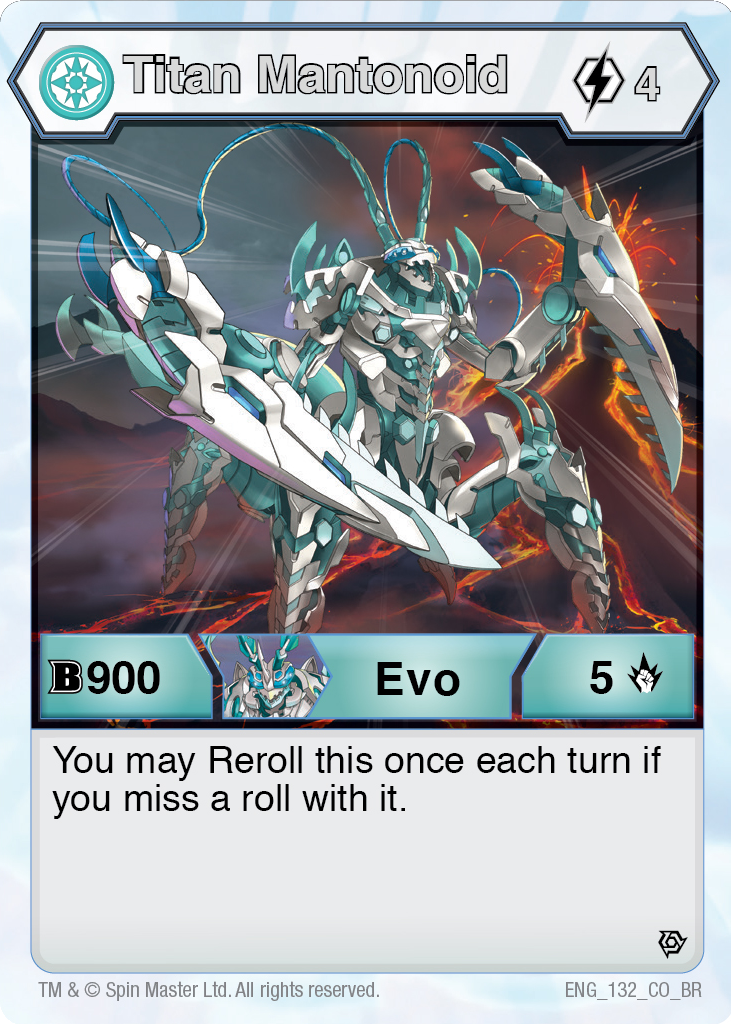 Titan Mantonoid
4
B 900
Evo
5
You may Reroll this once each turn if
you miss a roll with it.
TM & © Spin Master Ltd. All rights reserved.
ENG_132_CO_BR